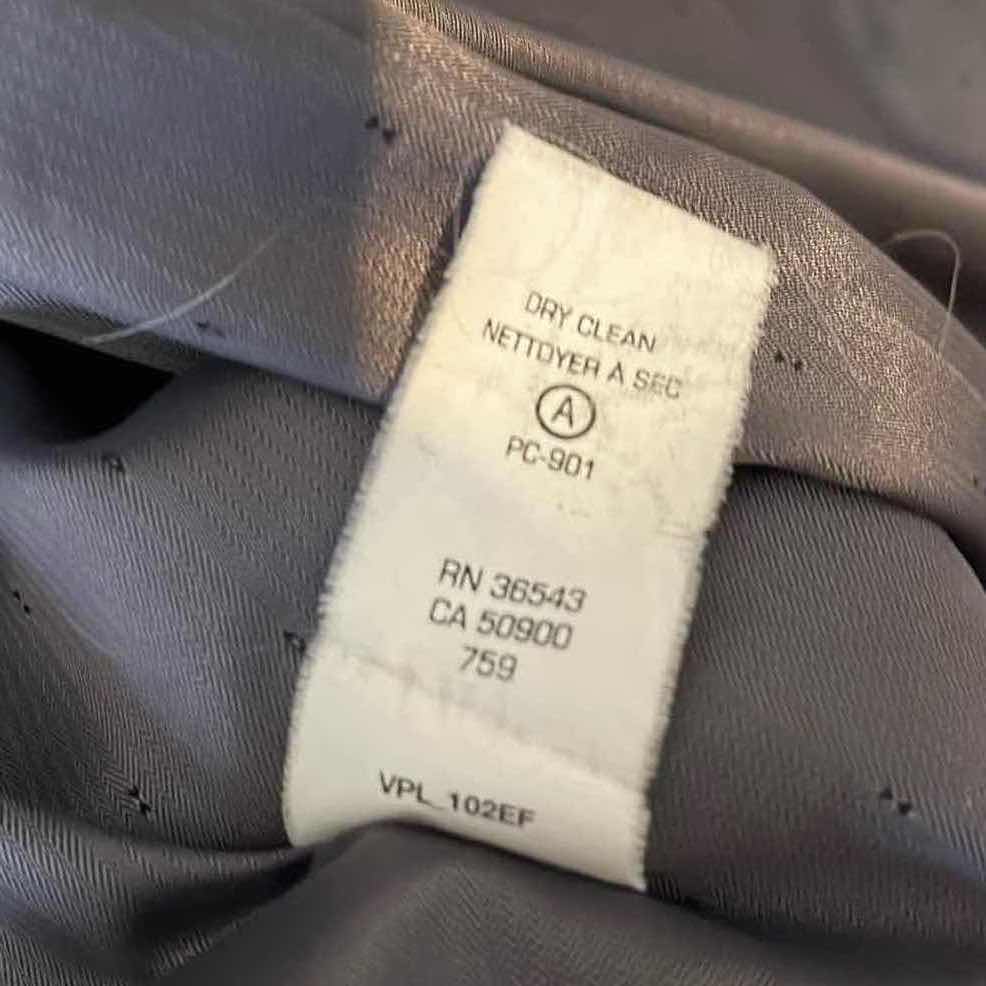 DRY CLEAN
NETTOYER A SEC
A
PC-901
RN 36543
CA 50900
759
VPL_102EF